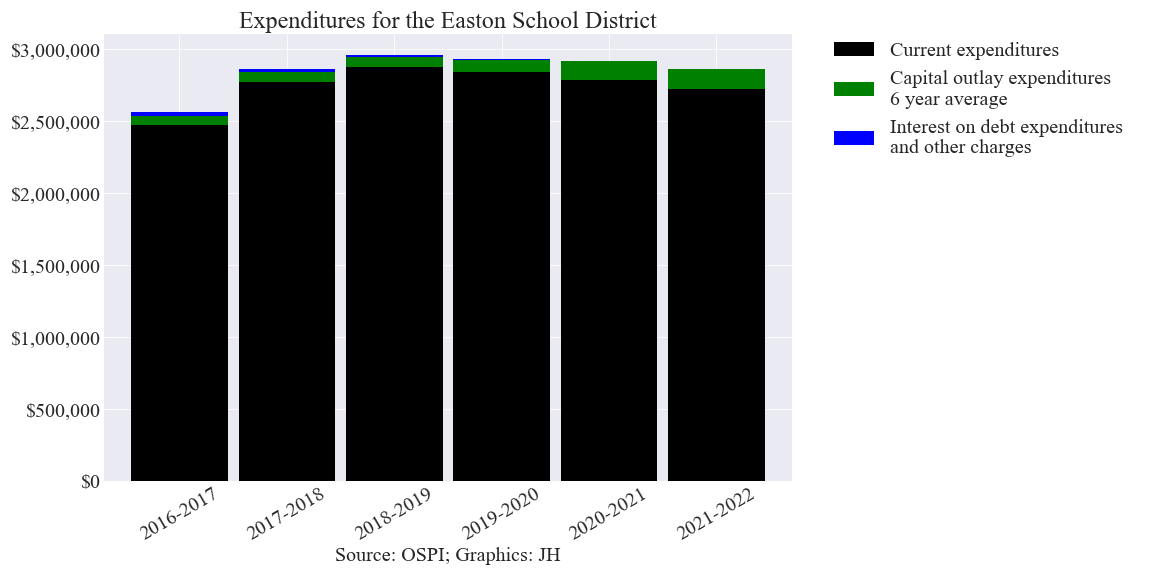 Expenditures for the Easton School District
$3,000,000
$2,500,000
$2,000,000
$1,500,000
$1,000,000
$500,000
$0
2016-2017
2017-2018
2018-2019
2019-2020
2020-2021
2021-2022
Source: OSPI; Graphics: JH
Current expenditures
Capital outlay expenditures
6 year average
Interest on debt expenditures
and other charges